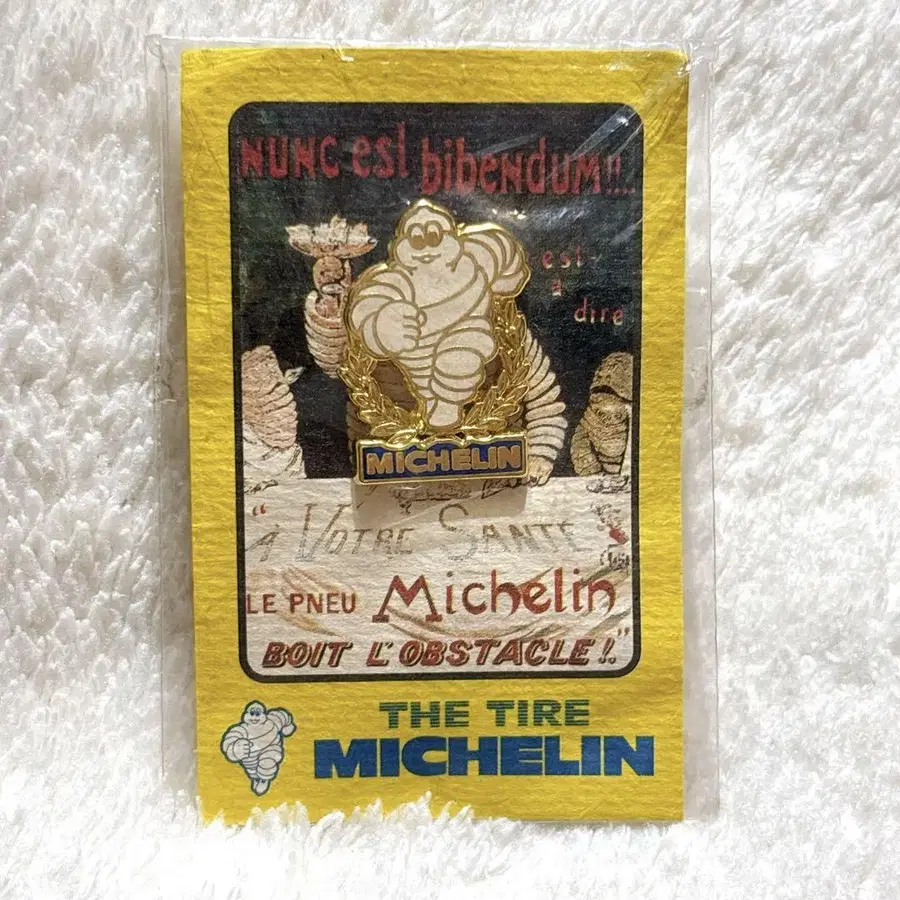 NUNC est bibendum!!..
est-
à
dire
MICHELIN
"À VOTRE SANTÉ
LE PNEU Michelin
BOIT L'OBSTACLE!."
THE TIRE
MICHELIN